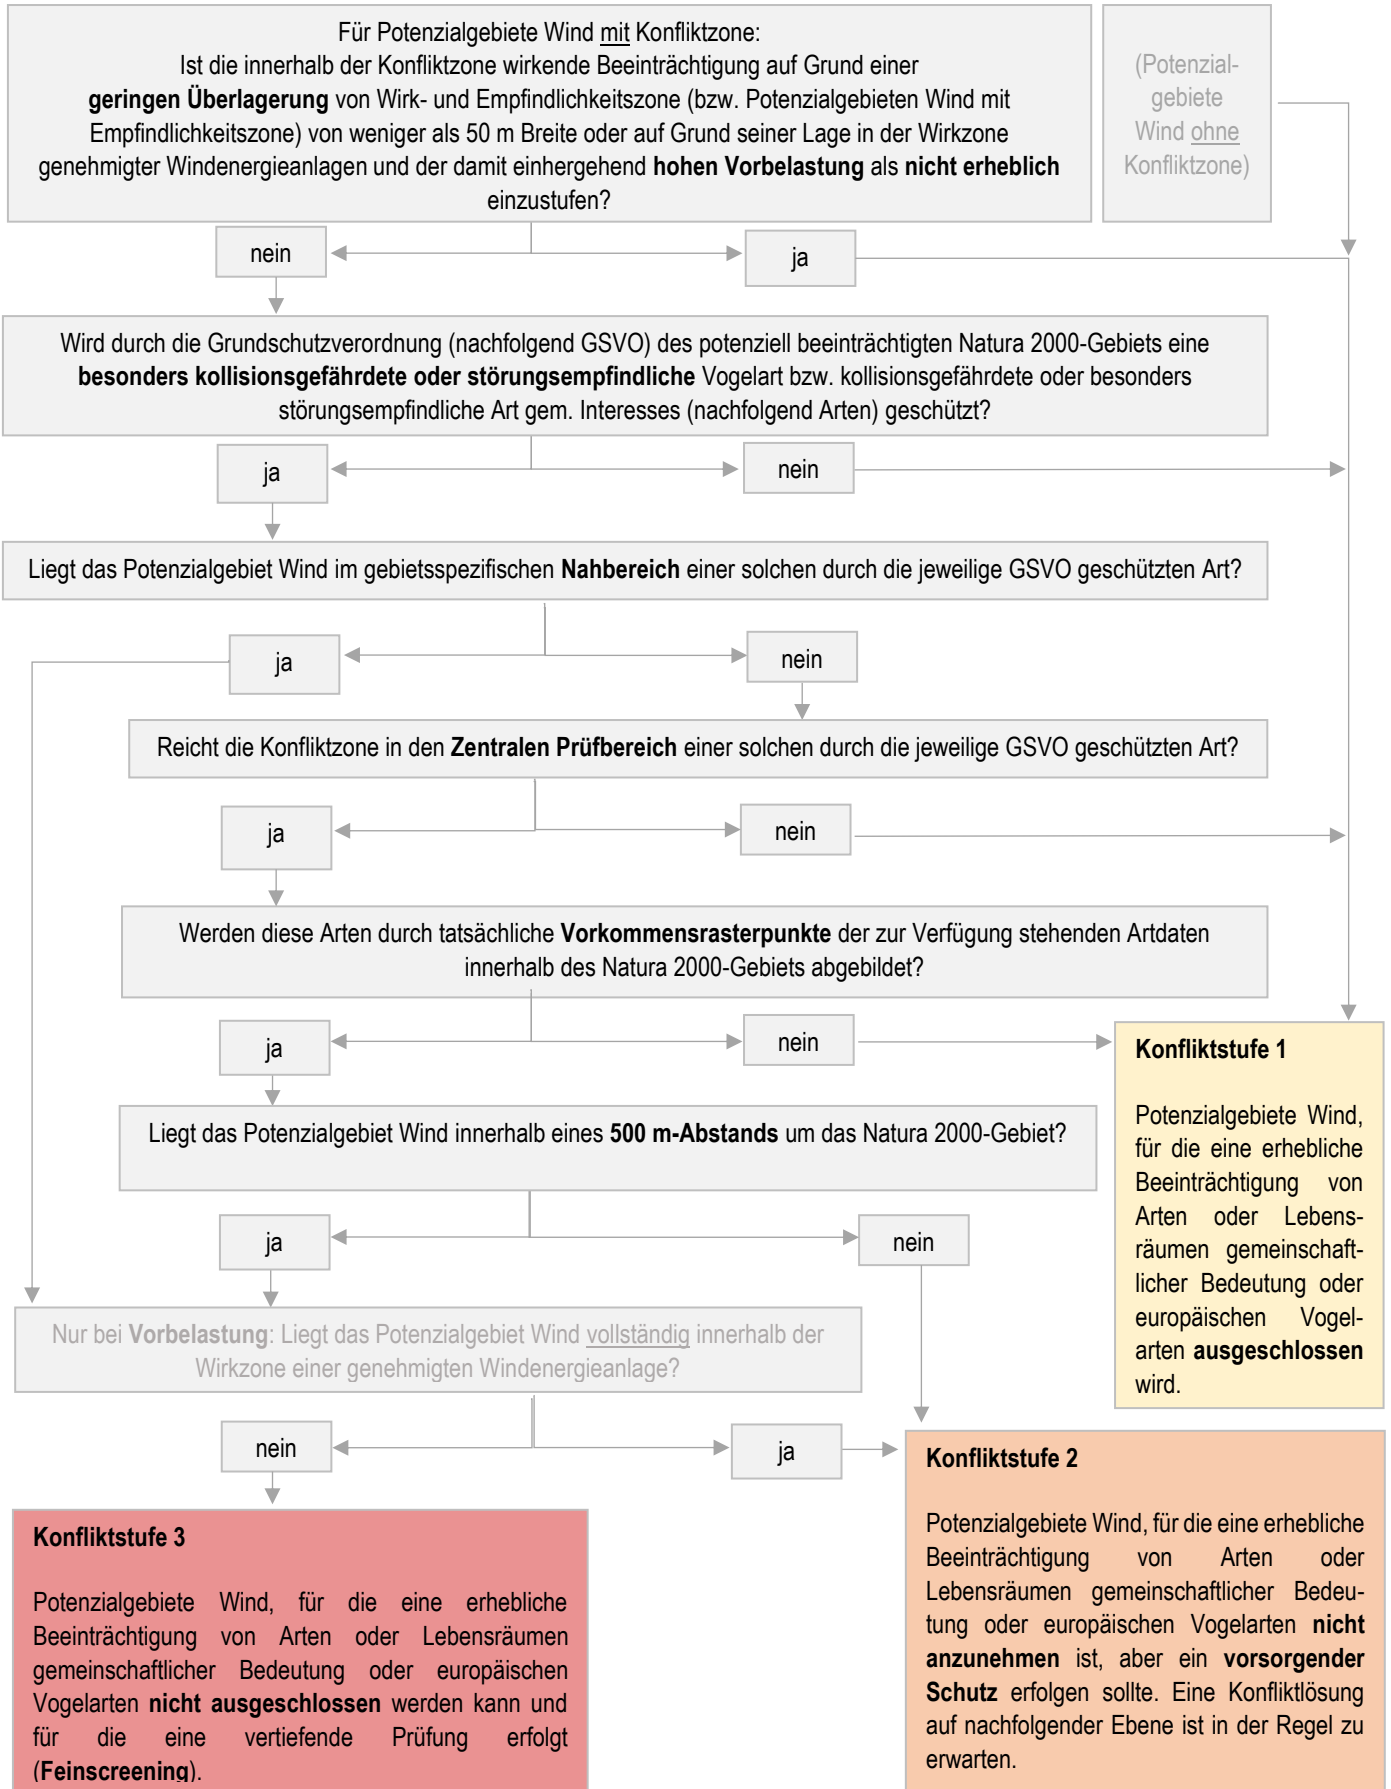 Für Potenzialgebiete Wind mit Konfliktzone:
Ist die innerhalb der Konfliktzone wirkende Beeinträchtigung auf Grund einer
geringen Überlagerung von Wirk- und Empfindlichkeitszone (bzw. Potenzialgebieten Wind mit
Empfindlichkeitszone) von weniger als 50 m Breite oder auf Grund seiner Lage in der Wirkzone
genehmigter Windenergieanlagen und der damit einhergehend hohen Vorbelastung als nicht erheblich
einzustufen?
(Potenzial-
gebiete
Wind ohne
Konfliktzone)
nein
ja
Wird durch die Grundschutzverordnung (nachfolgend GSVO) des potenziell beeinträchtigten Natura 2000-Gebiets eine
besonders kollisionsgefährdete oder störungsempfindliche Vogelart bzw. kollisionsgefährdete oder besonders
störungsempfindliche Art gem. Interesses (nachfolgend Arten) geschützt?
ja
nein
Liegt das Potenzialgebiet Wind im gebietsspezifischen Nahbereich einer solchen durch die jeweilige GSVO geschützten Art?
ja
nein
Reicht die Konfliktzone in den Zentralen Prüfbereich einer solchen durch die jeweilige GSVO geschützten Art?
ja
nein
Werden diese Arten durch tatsächliche Vorkommensrasterpunkte der zur Verfügung stehenden Artdaten
innerhalb des Natura 2000-Gebiets abgebildet?
ja
nein
Liegt das Potenzialgebiet Wind innerhalb eines 500 m-Abstands um das Natura 2000-Gebiet?
ja
nein
Nur bei Vorbelastung: Liegt das Potenzialgebiet Wind vollständig innerhalb der
Wirkzone einer genehmigten Windenergieanlage?
nein
ja
Konfliktstufe 1
Potenzialgebiete Wind,
für die eine erhebliche
Beeinträchtigung von
Arten oder Lebens-
räumen gemeinschaft-
licher Bedeutung oder
europäischen Vogel-
arten ausgeschlossen
wird.
Konfliktstufe 2
Potenzialgebiete Wind, für die eine erhebliche
Beeinträchtigung von Arten oder
Lebensräumen gemeinschaftlicher Bedeu-
tung oder europäischen Vogelarten nicht
anzunehmen ist, aber ein vorsorgender
Schutz erfolgen sollte. Eine Konfliktlösung
auf nachfolgender Ebene ist in der Regel zu
erwarten.
Konfliktstufe 3
Potenzialgebiete Wind, für die eine erhebliche
Beeinträchtigung von Arten oder Lebensräumen
gemeinschaftlicher Bedeutung oder europäischen
Vogelarten nicht ausgeschlossen werden kann und
für die eine vertiefende Prüfung erfolgt
(Feinscreening).